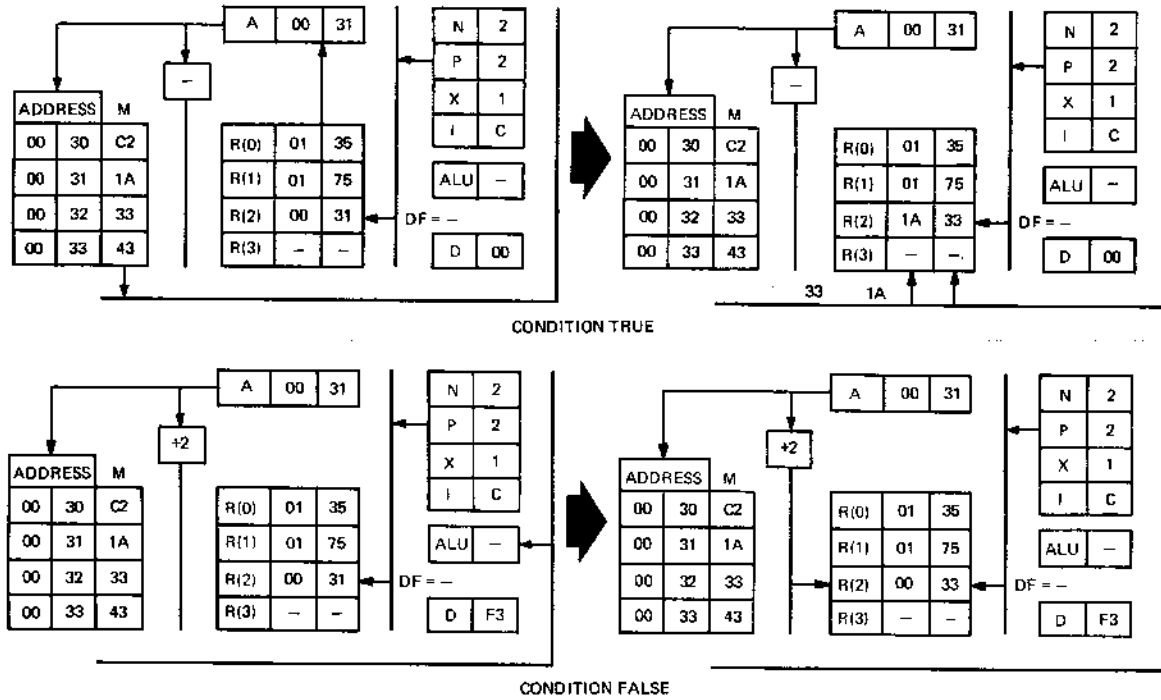 A 00 31
N 2
P 2
X 1
I C
–
ADDRESS M
00 30 C2
00 31 1A
00 32 33
00 33 43
R(0) 01 35
R(1) 01 75
R(2) 00 31
R(3) – –
ALU –
DF = –
D 00
A 00 31
N 2
P 2
X 1
I C
–
ADDRESS M
00 30 C2
00 31 1A
00 32 33
00 33 43
R(0) 01 35
R(1) 01 75
R(2) 1A 33
R(3) – –
ALU –
DF = –
D 00
33 1A
CONDITION TRUE
A 00 31
N 2
P 2
X 1
I C
+2
ADDRESS M
00 30 C2
00 31 1A
00 32 33
00 33 43
R(0) 01 35
R(1) 01 75
R(2) 00 31
R(3) – –
ALU –
DF = –
D F3
A 00 31
N 2
P 2
X 1
I C
+2
ADDRESS M
00 30 C2
00 31 1A
00 32 33
00 33 43
R(0) 01 35
R(1) 01 75
R(2) 00 33
R(3) – –
ALU –
DF = –
D F3
CONDITION FALSE